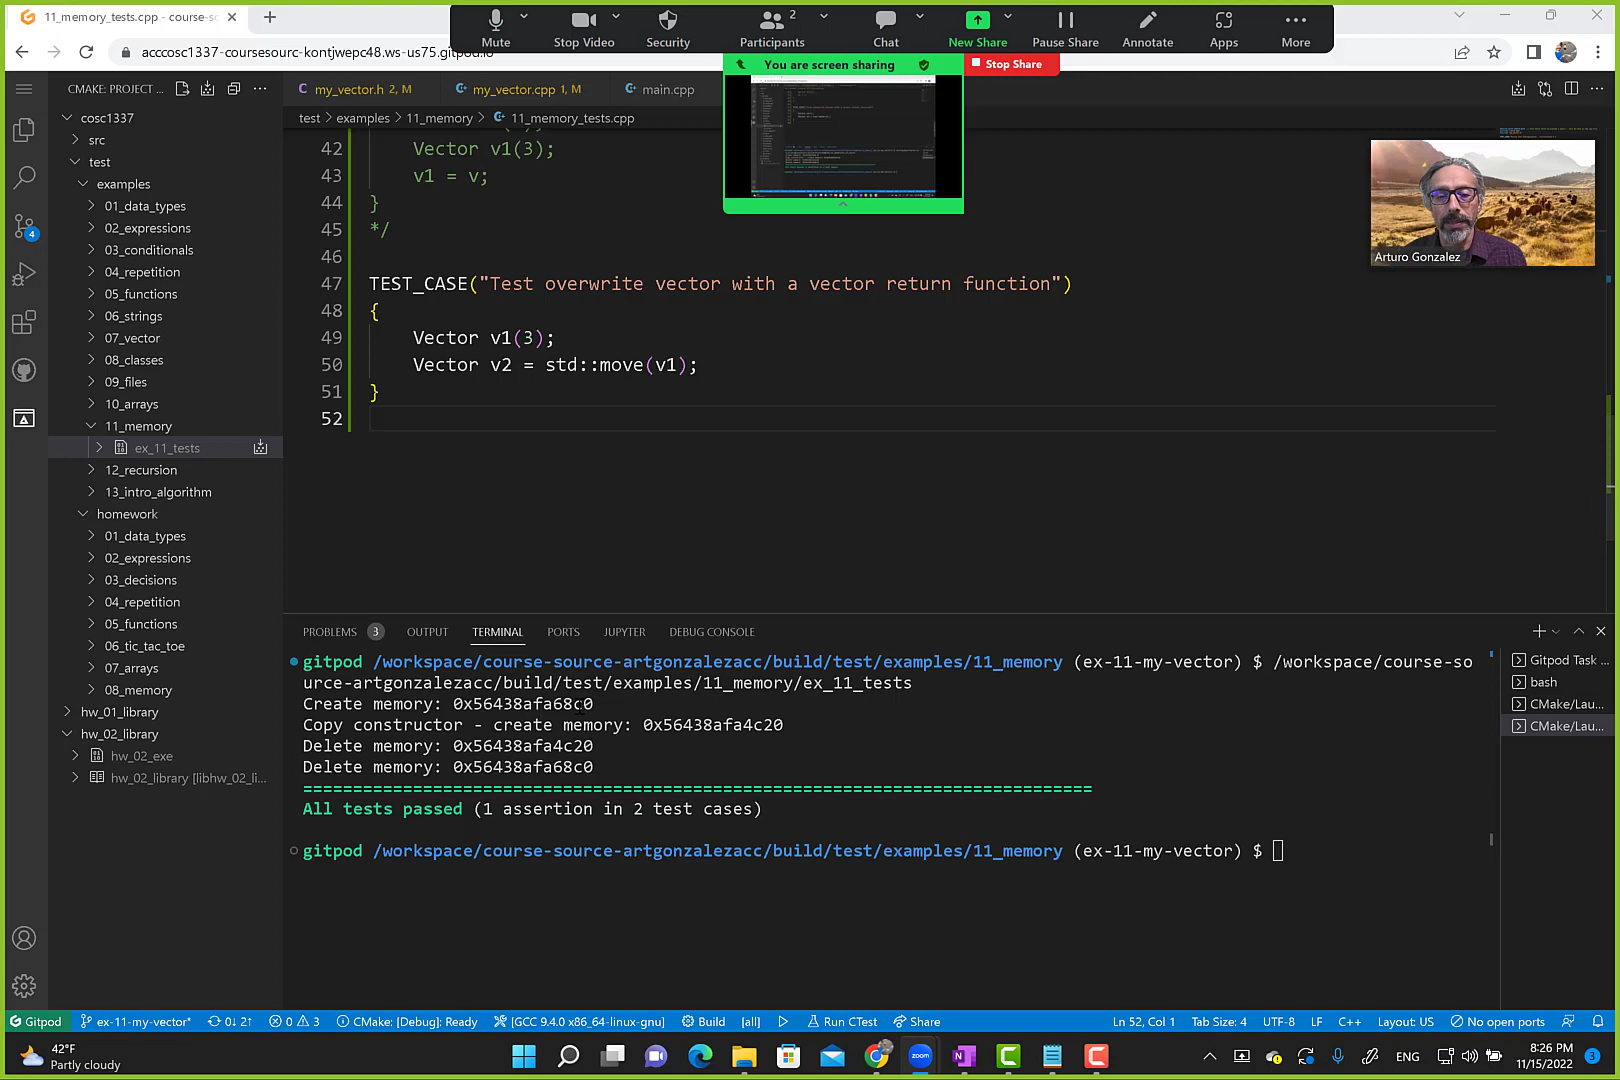 11_memory_tests.cpp - course-so
acccosc1337-coursesourc-kontjwepc48.ws-us75.gitpod.io
Mute
Stop Video
Security
Participants
2
Chat
New Share
Pause Share
Annotate
Apps
More
You are screen sharing
Stop Share
CMAKE: PROJECT ...
my_vector.h 2, M
my_vector.cpp 1, M
main.cpp
test > examples > 11_memory > 11_memory_tests.cpp
cosc1337
src
test
examples
01_data_types
02_expressions
03_conditionals
04_repetition
05_functions
06_strings
07_vector
08_classes
09_files
10_arrays
11_memory
ex_11_tests
12_recursion
13_intro_algorithm
homework
01_data_types
02_expressions
03_decisions
04_repetition
05_functions
06_tic_tac_toe
07_arrays
08_memory
hw_01_library
hw_02_library
hw_02_exe
hw_02_library [libhw_02_li...
4
42 Vector v1(3);
43 v1 = v;
44 }
45 */
46
47 TEST_CASE("Test overwrite vector with a vector return function")
48 {
49 Vector v1(3);
50 Vector v2 = std::move(v1);
51 }
52
Arturo Gonzalez
PROBLEMS 3 OUTPUT TERMINAL PORTS JUPYTER DEBUG CONSOLE
gitpod /workspace/course-source-artgonzalezacc/build/test/examples/11_memory (ex-11-my-vector) $ /workspace/course-so
urce-artgonzalezacc/build/test/examples/11_memory/ex_11_tests
Create memory: 0x56438afa68c0
Copy constructor - create memory: 0x56438afa4c20
Delete memory: 0x56438afa4c20
Delete memory: 0x56438afa68c0
===============================================================================
All tests passed (1 assertion in 2 test cases)
gitpod /workspace/course-source-artgonzalezacc/build/test/examples/11_memory (ex-11-my-vector) $
Gitpod Task ...
bash
CMake/Lau...
CMake/Lau...
Gitpod ex-11-my-vector* 0↓ 2↑ 0 3 CMake: [Debug]: Ready [GCC 9.4.0 x86_64-linux-gnu] Build [all] Run CTest Share Ln 52, Col 1 Tab Size: 4 UTF-8 LF C++ Layout: US No open ports
42°F
Partly cloudy
zoom
ENG
8:26 PM
11/15/2022
3